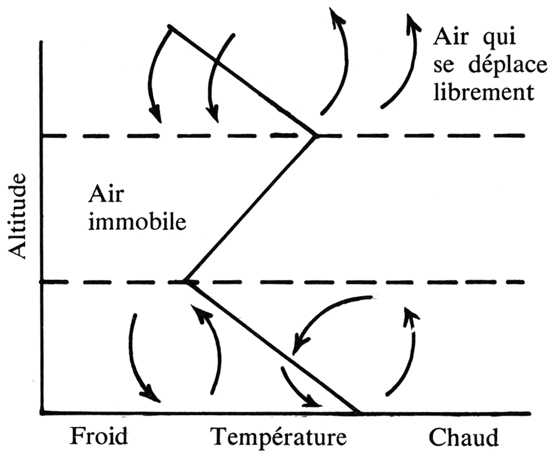 Air qui
se déplace
librement
Air
immobile
Altitude
Froid Température Chaud